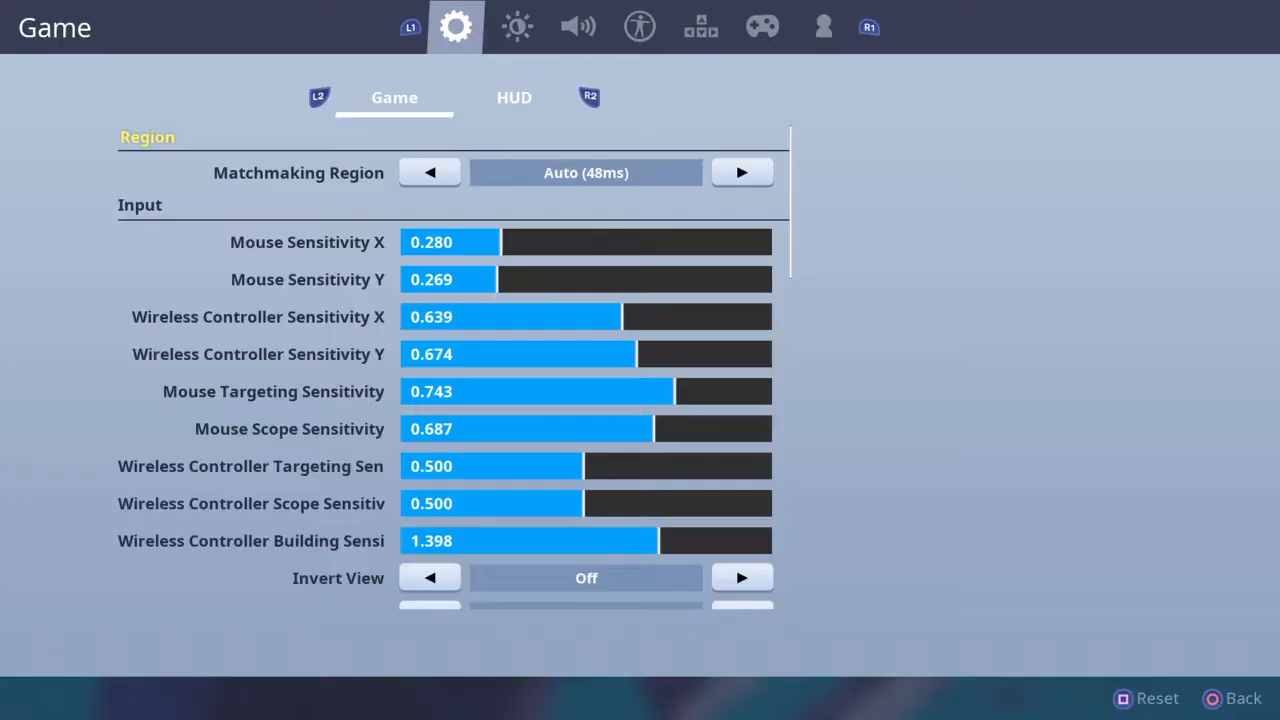 Game
L1
R1
L2
Game
HUD
R2
Region
Matchmaking Region
Auto (48ms)
Input
Mouse Sensitivity X
0.280
Mouse Sensitivity Y
0.269
Wireless Controller Sensitivity X
0.639
Wireless Controller Sensitivity Y
0.674
Mouse Targeting Sensitivity
0.743
Mouse Scope Sensitivity
0.687
Wireless Controller Targeting Sen
0.500
Wireless Controller Scope Sensitiv
0.500
Wireless Controller Building Sensi
1.398
Invert View
Off
Reset
Back